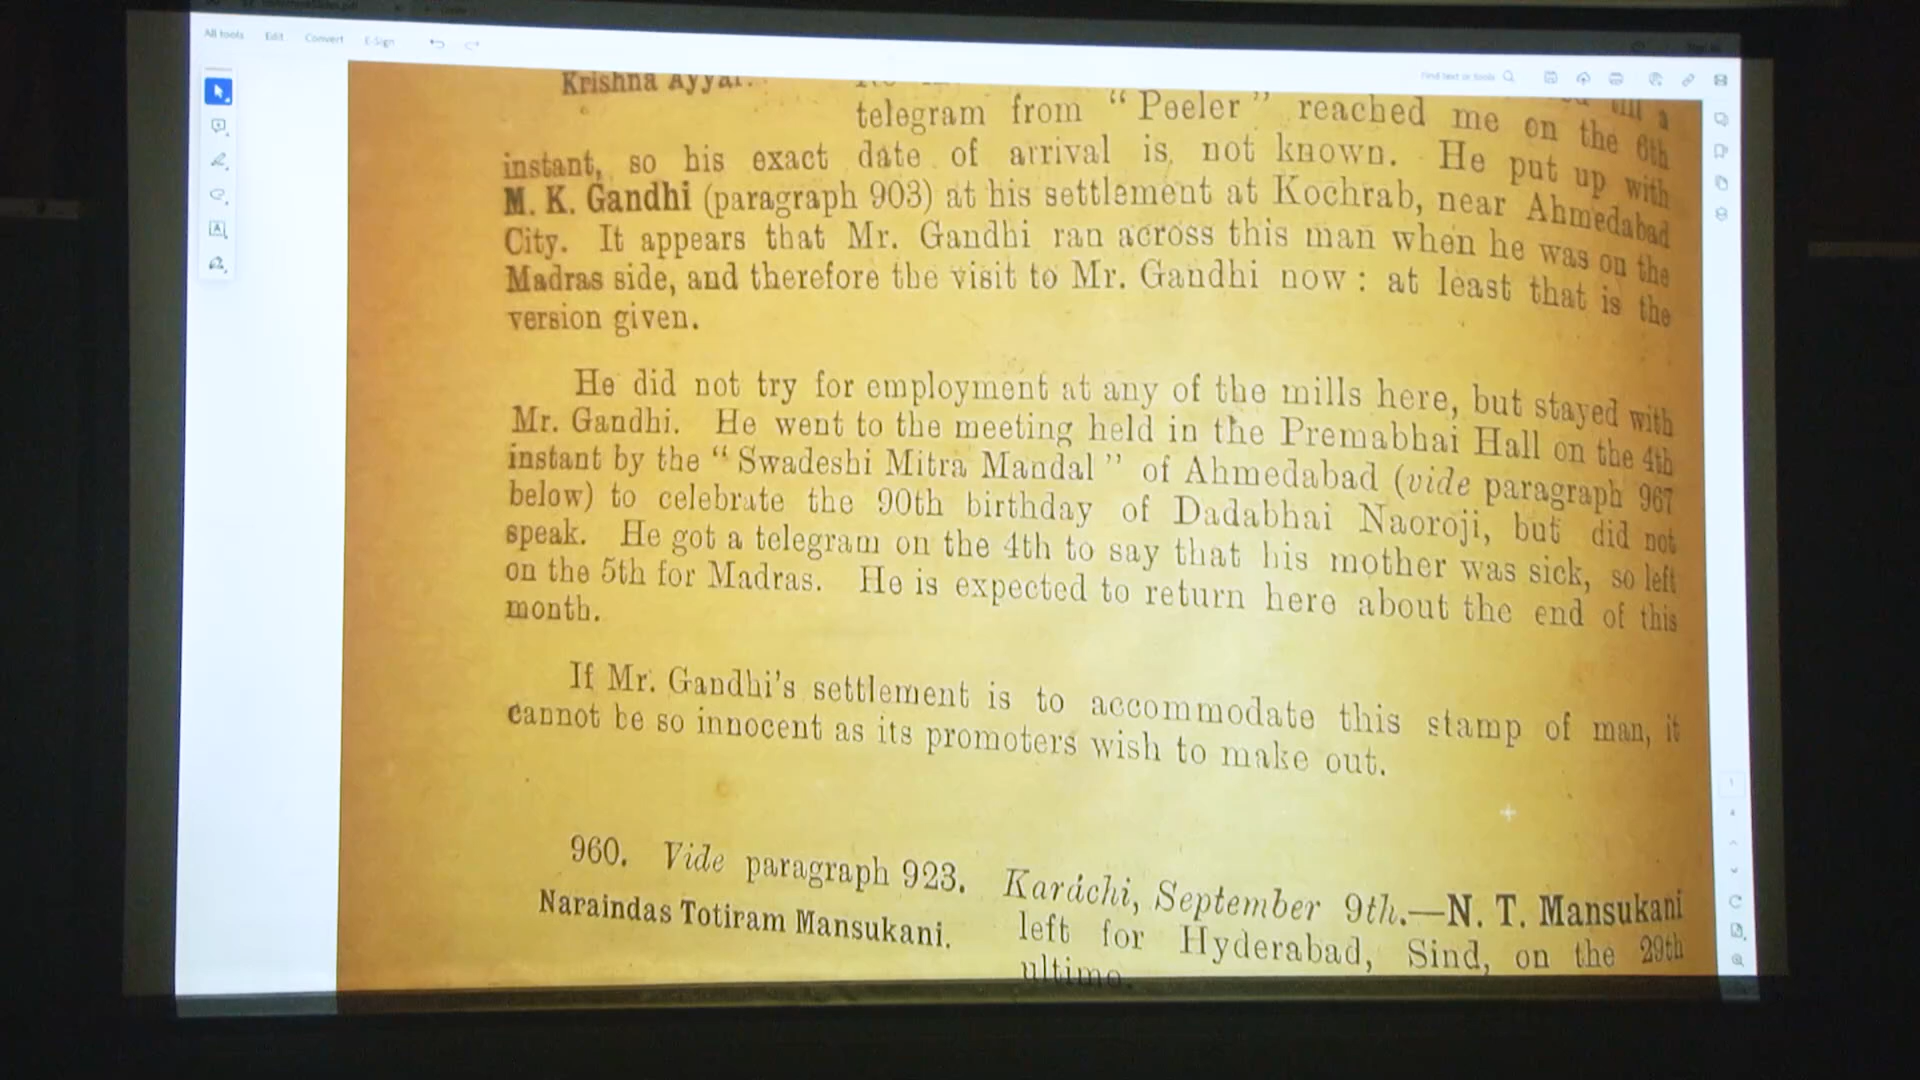 All tools Edit Convert E-Sign
Find text or tools
Krishna Ayyar.
telegram from “Peeler” reached me on the 6th
instant, so his exact date of arrival is not known. He put up with
M. K. Gandhi (paragraph 903) at his settlement at Kochrab, near Ahmedabad
City. It appears that Mr. Gandhi ran across this man when he was on the
Madras side, and therefore the visit to Mr. Gandhi now: at least that is the
version given.
He did not try for employment at any of the mills here, but stayed with
Mr. Gandhi. He went to the meeting held in the Premabhai Hall on the 4th
instant by the “Swadeshi Mitra Mandal” of Ahmedabad (vide paragraph 967
below) to celebrate the 90th birthday of Dadabhai Naoroji, but did not
speak. He got a telegram on the 4th to say that his mother was sick, so left
on the 5th for Madras. He is expected to return here about the end of this
month.
If Mr. Gandhi's settlement is to accommodate this stamp of man, it
cannot be so innocent as its promoters wish to make out.
960. Vide paragraph 923. Karáchi, September 9th.—N. T. Mansukani
Naraindas Totiram Mansukani. left for Hyderabad, Sind, on the 29th
ultimo.